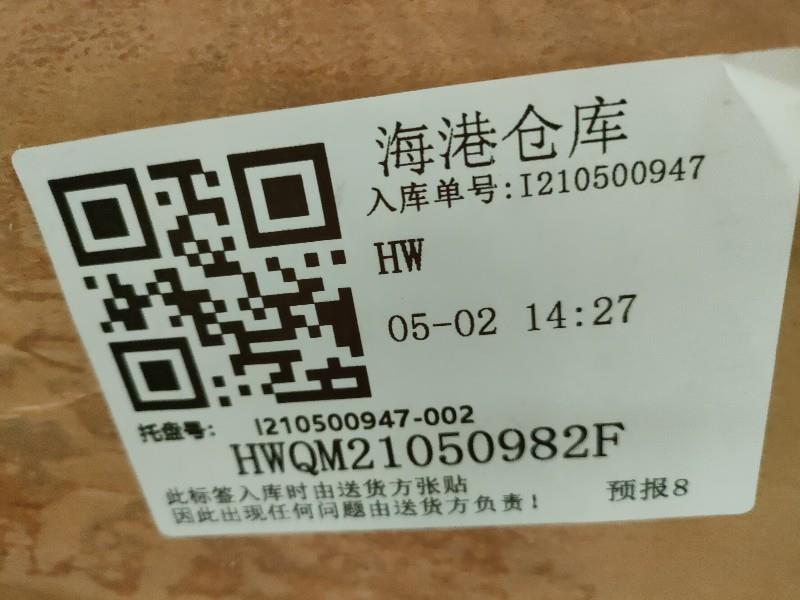 海港仓库
入库单号:I210500947
HW
05-02 14:27
托盘号: I210500947-002
HWQM21050982F
此标签入库时由送货方张贴
因此出现任何问题由送货方负责!
预报8